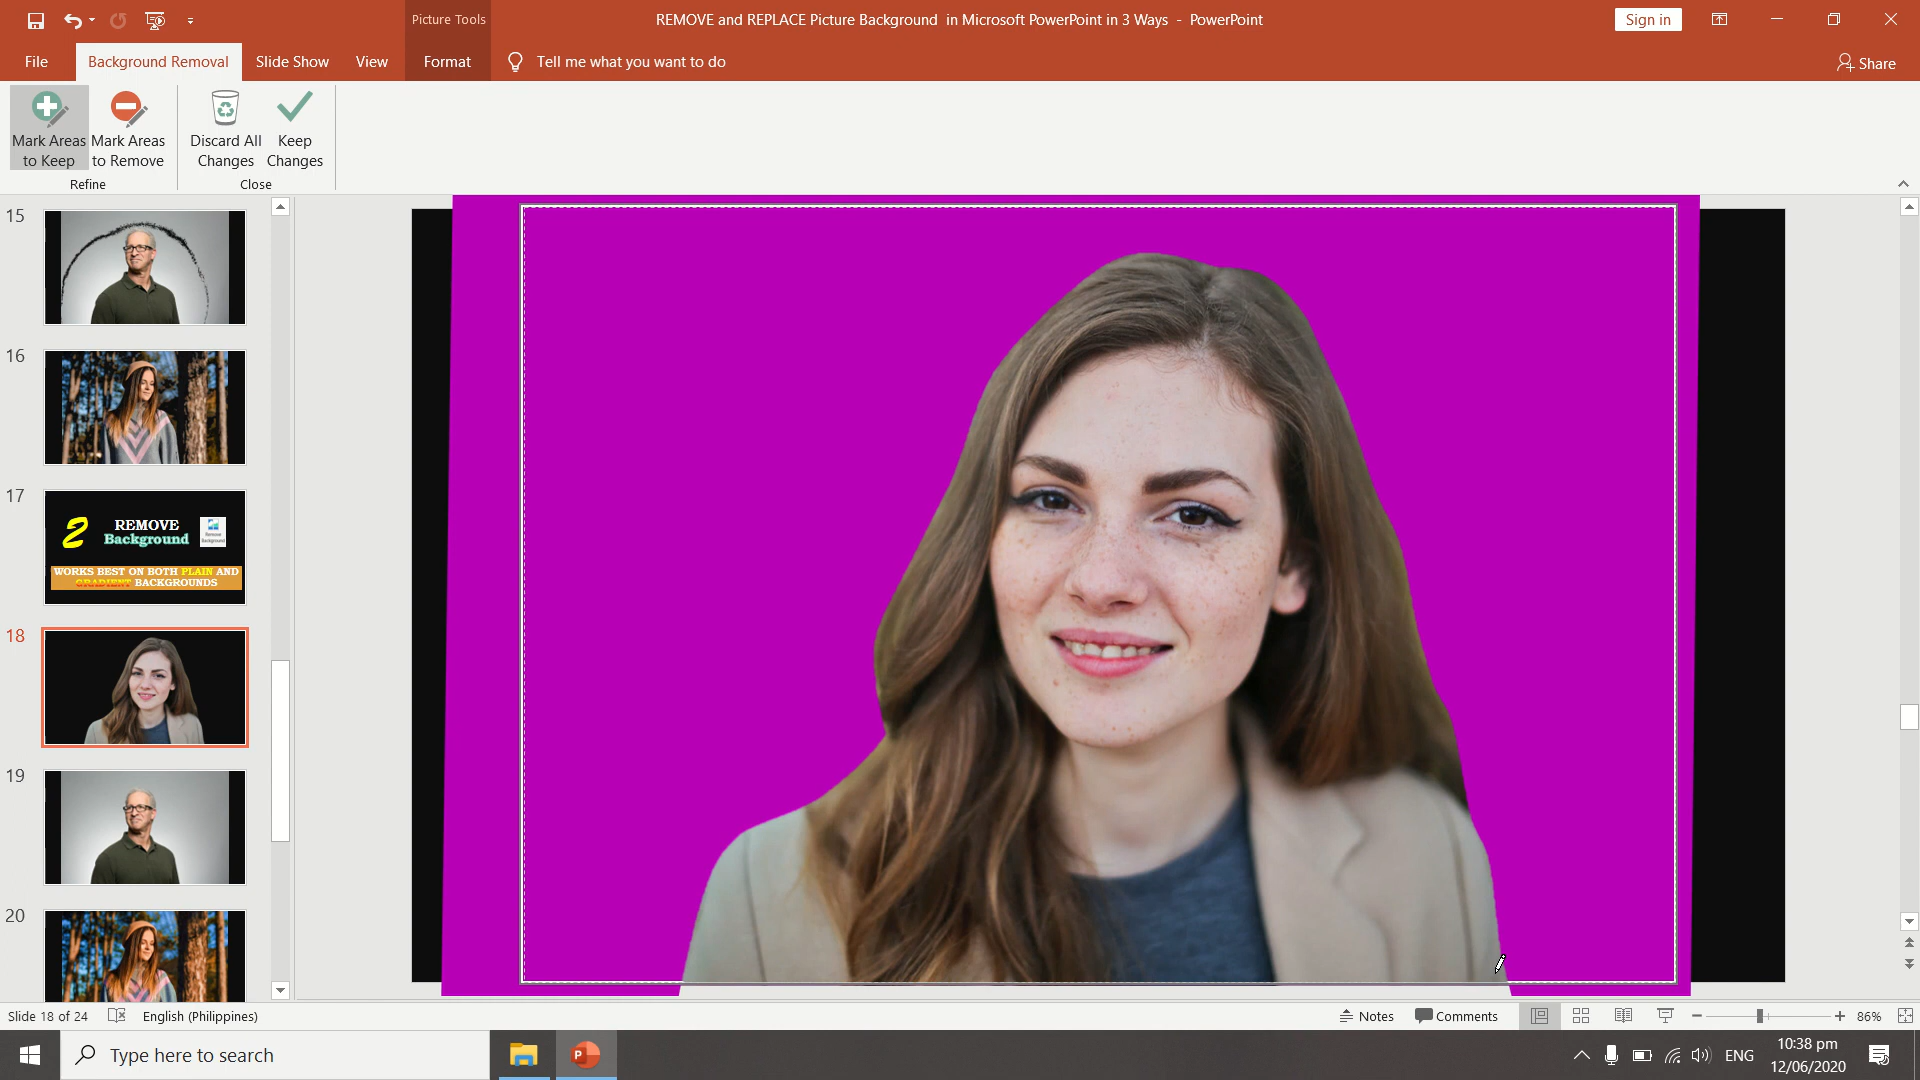 Picture Tools
REMOVE and REPLACE Picture Background  in Microsoft PowerPoint in 3 Ways  -  PowerPoint
Sign in
File
Background Removal
Slide Show
View
Format
Tell me what you want to do
Share
Mark Areas
to Keep
Mark Areas
to Remove
Discard All
Changes
Keep
Changes
Refine
Close
15
16
17
2
REMOVE
Background
Remove
Background
WORKS BEST ON BOTH PLAIN AND
GRADIENT BACKGROUNDS
18
19
20
Slide 18 of 24
English (Philippines)
Notes
Comments
86%
Type here to search
P
ENG
10:38 pm
12/06/2020